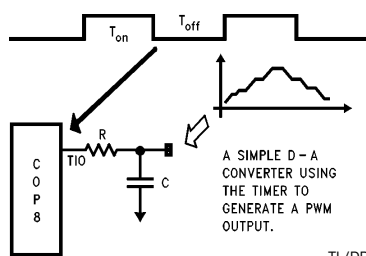 Ton
Toff
R
TIO
C
O
P
8
C
A SIMPLE D-A
CONVERTER USING
THE TIMER TO
GENERATE A PWM
OUTPUT.